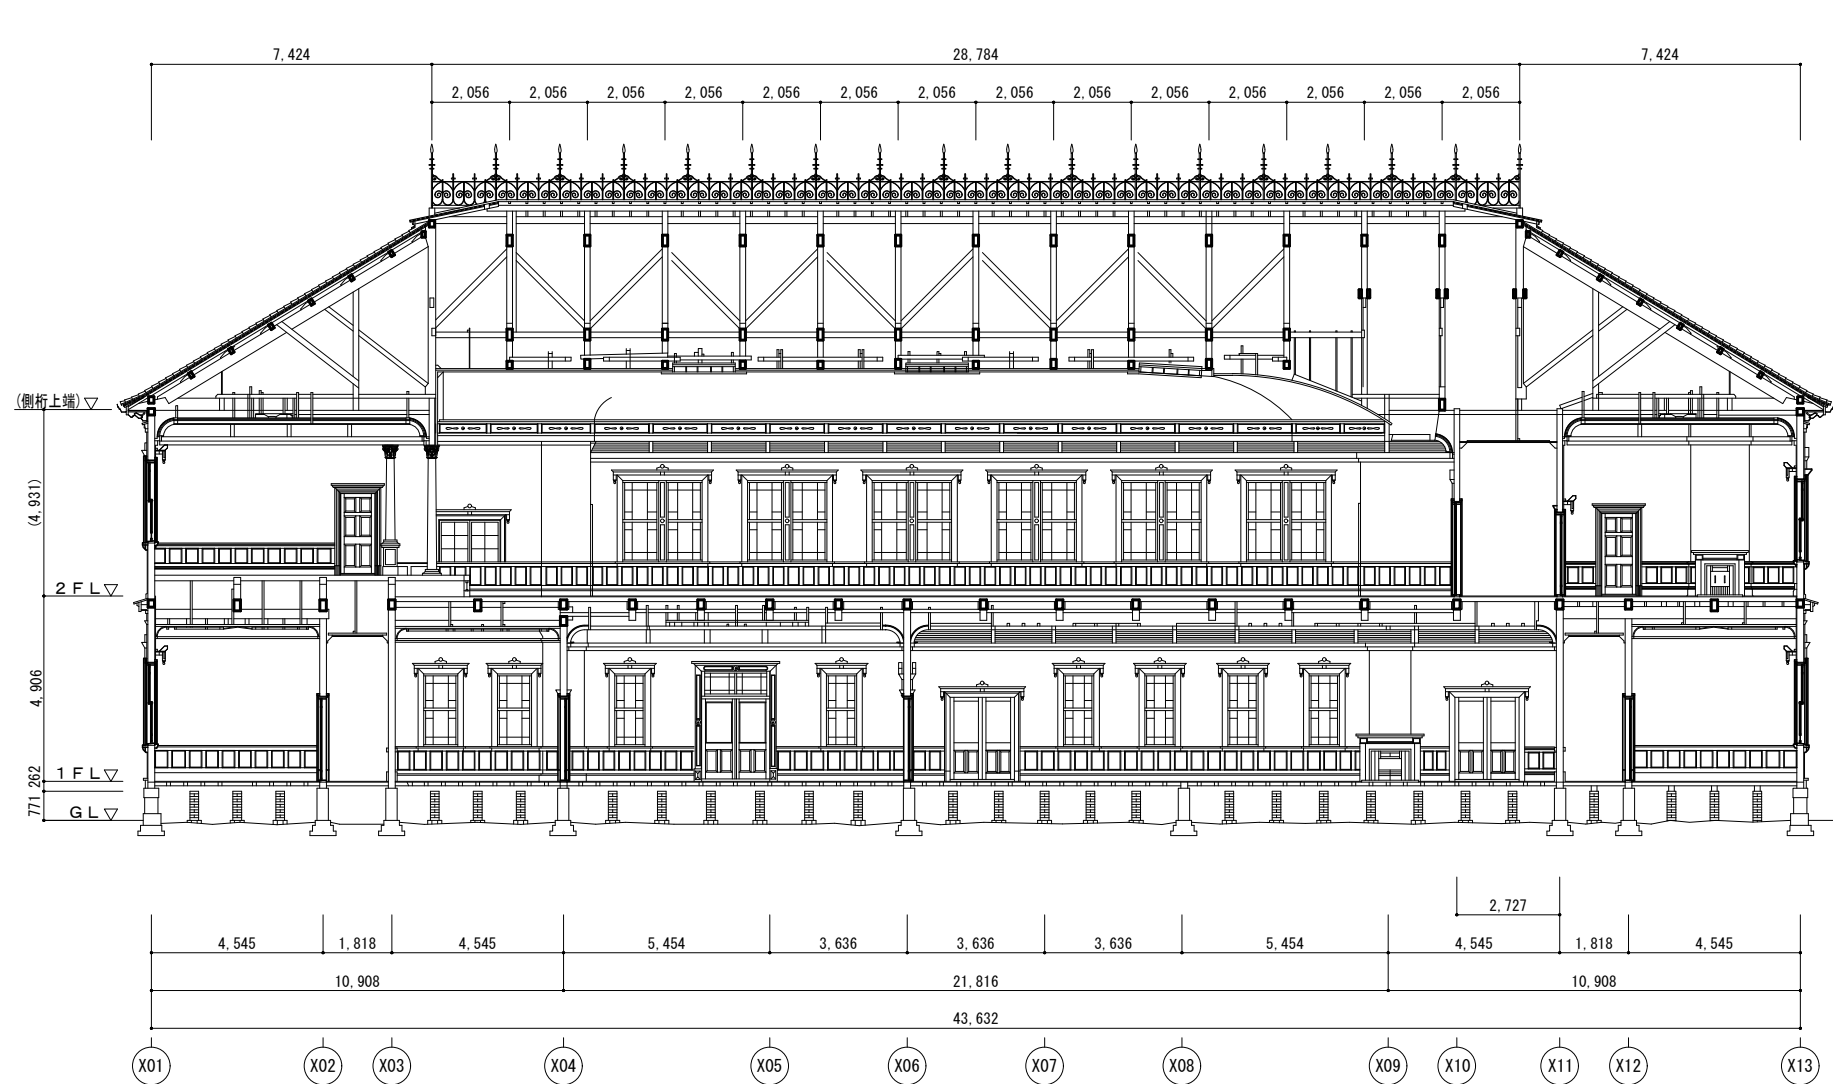 7,424 28,784 7,424
2,056 2,056 2,056 2,056 2,056 2,056 2,056 2,056 2,056 2,056 2,056 2,056 2,056 2,056
(側桁上端)
(4,931)
2FL
4,906
1FL
262
771
GL
2,727
4,545 1,818 4,545 5,454 3,636 3,636 3,636 5,454 4,545 1,818 4,545
10,908 21,816 10,908
43,632
X01 X02 X03 X04 X05 X06 X07 X08 X09 X10 X11 X12 X13